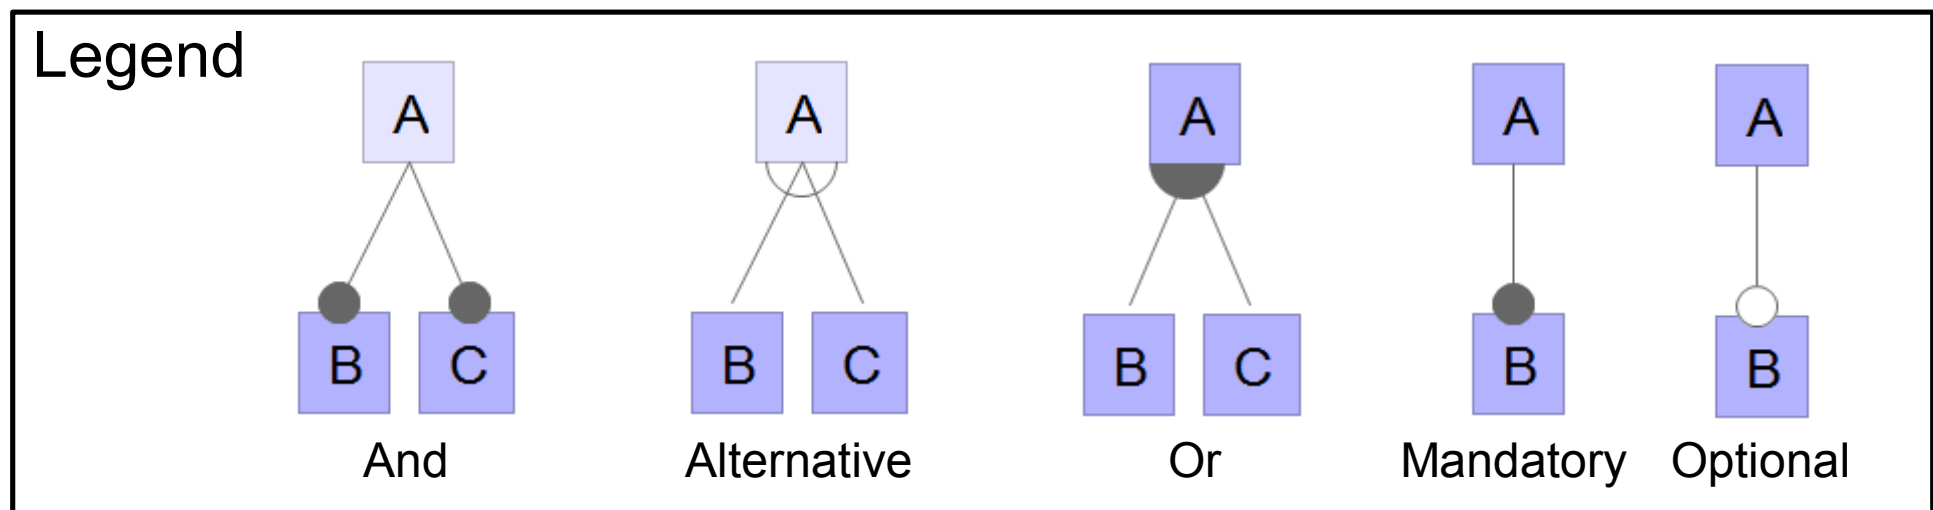 Legend
A A A A A
B C B C B C B B
And Alternative Or Mandatory Optional